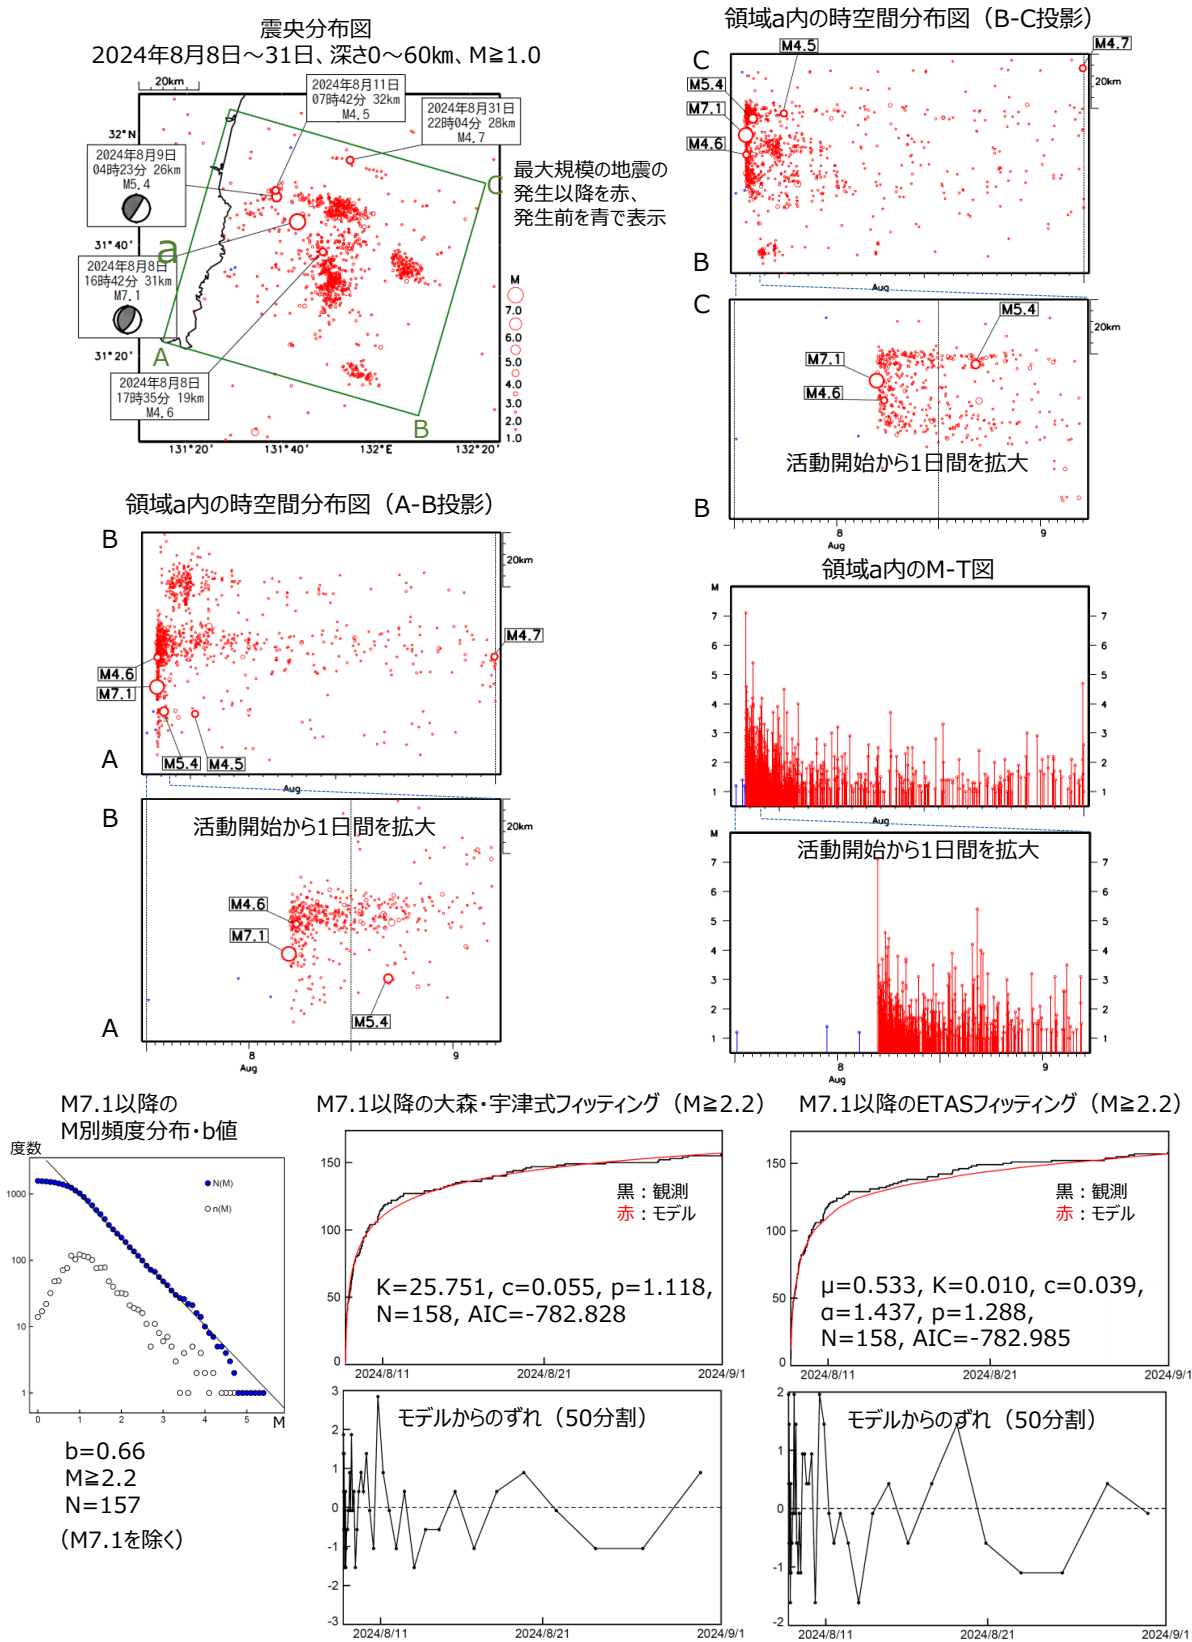 震央分布図
2024年8月8日～31日、深さ0～60km、M≧1.0
20km
2024年8月11日
07時42分 32km
M4.5
2024年8月31日
22時04分 28km
M4.7
32°N
2024年8月9日
04時23分 26km
M5.4
C
最大規模の地震の
発生以降を赤、
発生前を青で表示
31°40'
a
2024年8月8日
16時42分 31km
M7.1
M
7.0
6.0
5.0
4.0
3.0
2.0
1.0
31°20'
A
2024年8月8日
17時35分 19km
M4.6
B
131°20'
131°40'
132°E
132°20'
領域a内の時空間分布図（B-C投影）
C
M4.5
M4.7
20km
M5.4
M7.1
M4.6
B
Aug
C
M5.4
20km
M7.1
M4.6
活動開始から1日間を拡大
B
8
9
Aug
領域a内の時空間分布図（A-B投影）
B
20km
M4.7
M4.6
M7.1
A
M5.4
M4.5
Aug
B
活動開始から1日間を拡大
20km
M4.6
M7.1
M5.4
A
8
9
Aug
領域a内のM-T図
M
7
7
6
6
5
5
4
4
3
3
2
2
1
1
Aug
M
活動開始から1日間を拡大
7
7
6
6
5
5
4
4
3
3
2
2
1
1
8
9
Aug
M7.1以降の
M別頻度分布・b値
度数
1000
N(M)
n(M)
100
10
1
0
1
2
3
4
5
M
b=0.66
M≧2.2
N=157
（M7.1を除く）
M7.1以降の大森・宇津式フィッティング（M≧2.2）
150
黒：観測
赤：モデル
100
K=25.751, c=0.055, p=1.118,
N=158, AIC=-782.828
50
0
2024/8/11
2024/8/21
2024/9/1
3
モデルからのずれ（50分割）
2
1
0
-1
-2
-3
2024/8/11
2024/8/21
2024/9/1
M7.1以降のETASフィッティング（M≧2.2）
150
黒：観測
赤：モデル
100
μ=0.533, K=0.010, c=0.039,
α=1.437, p=1.288,
N=158, AIC=-782.985
50
0
2024/8/11
2024/8/21
2024/9/1
2
モデルからのずれ（50分割）
1
0
-1
-2
2024/8/11
2024/8/21
2024/9/1